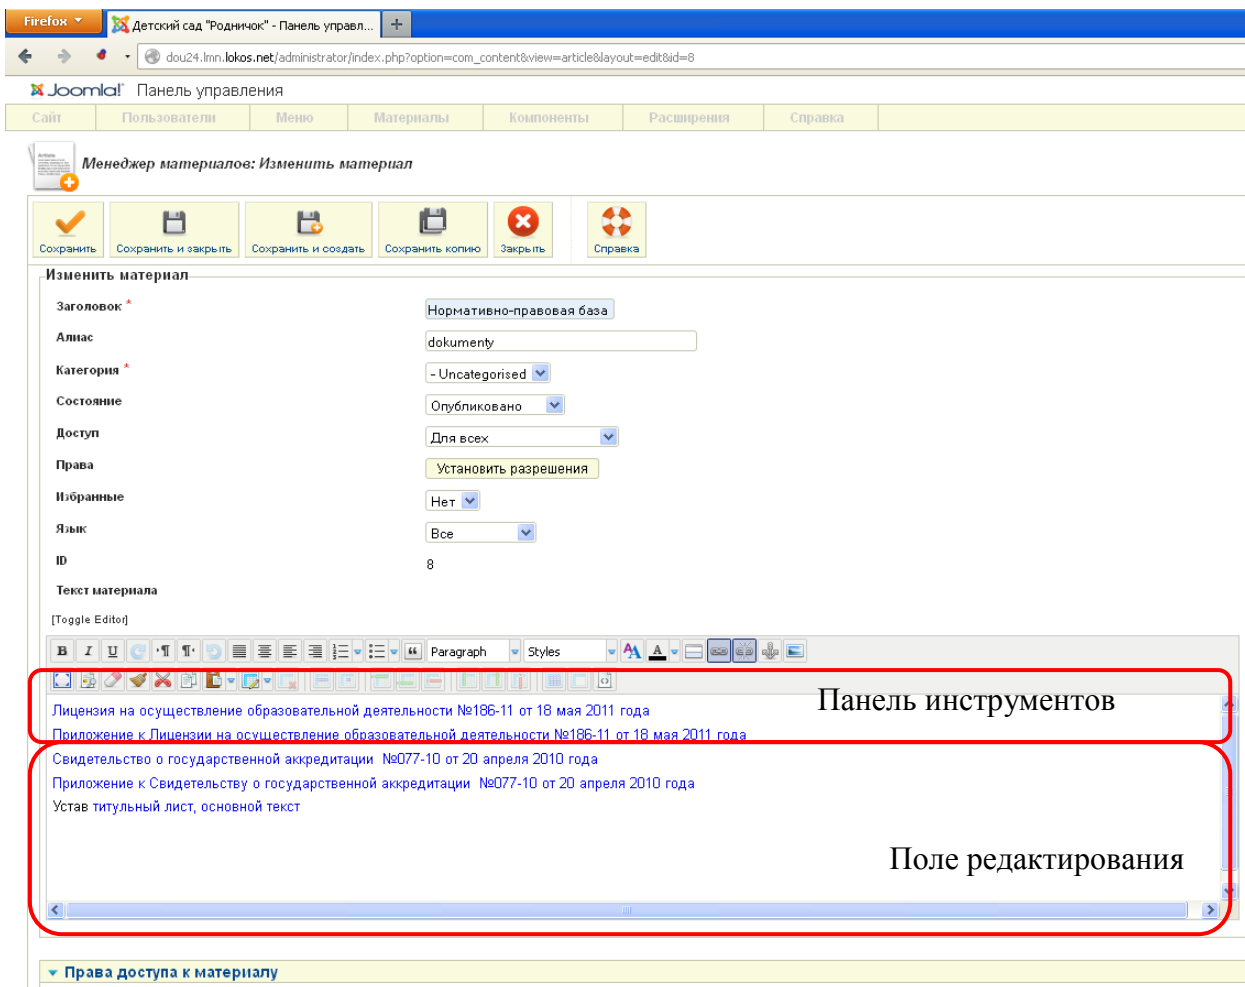 Firefox
Детский сад "Родничок" - Панель управл...
dou24.lmn.lokos.net/administrator/index.php?option=com_content&view=article&layout=edit&id=8
Joomla! Панель управления
Сайт Пользователи Меню Материалы Компоненты Расширения Справка
Менеджер материалов: Изменить материал
Сохранить Сохранить и закрыть Сохранить и создать Сохранить копию Закрыть Справка
Изменить материал
Заголовок * Нормативно-правовая база
Алиас dokumenty
Категория * - Uncategorised
Состояние Опубликовано
Доступ Для всех
Права Установить разрешения
Избранные Нет
Язык Все
ID 8
Текст материала
[Toggle Editor]
B I U Paragraph Styles
Панель инструментов
Лицензия на осуществление образовательной деятельности №186-11 от 18 мая 2011 года
Приложение к Лицензии на осуществление образовательной деятельности №186-11 от 18 мая 2011 года
Свидетельство о государственной аккредитации №077-10 от 20 апреля 2010 года
Приложение к Свидетельству о государственной аккредитации №077-10 от 20 апреля 2010 года
Устав титульный лист, основной текст
Поле редактирования
Права доступа к материалу